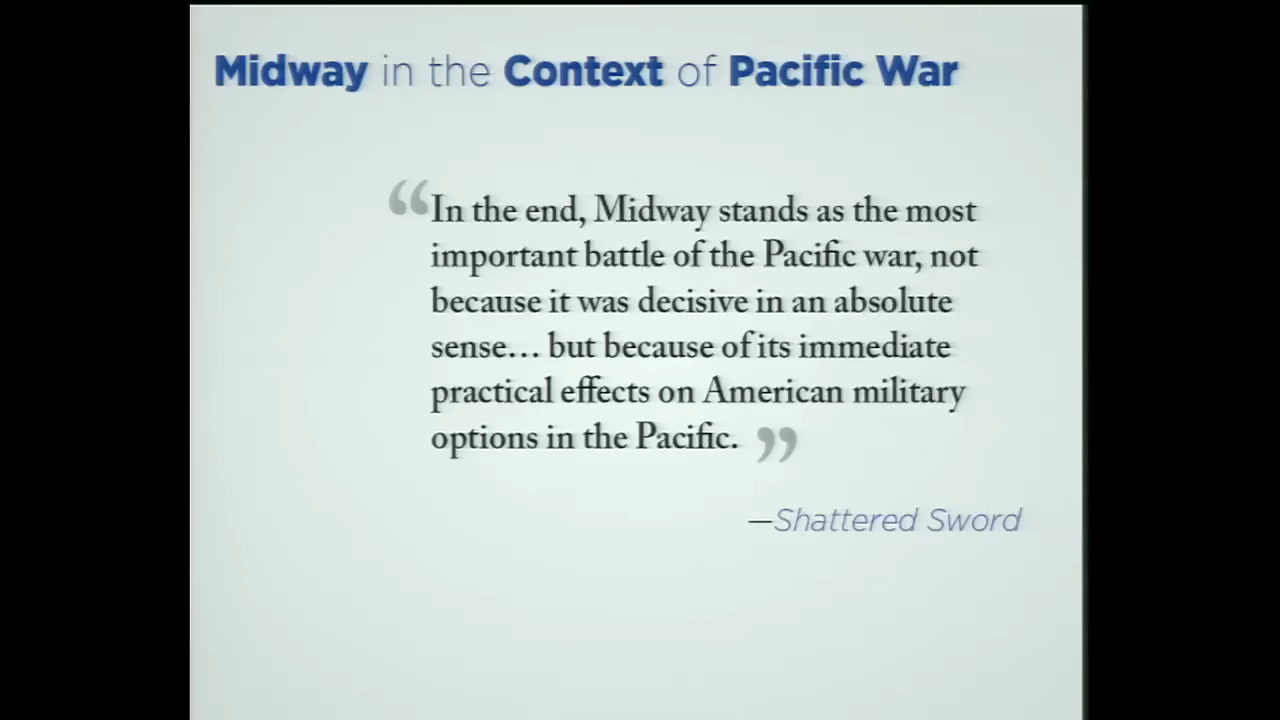 Midway in the Context of Pacific War
“In the end, Midway stands as the most
important battle of the Pacific war, not
because it was decisive in an absolute
sense… but because of its immediate
practical effects on American military
options in the Pacific.”
—Shattered Sword